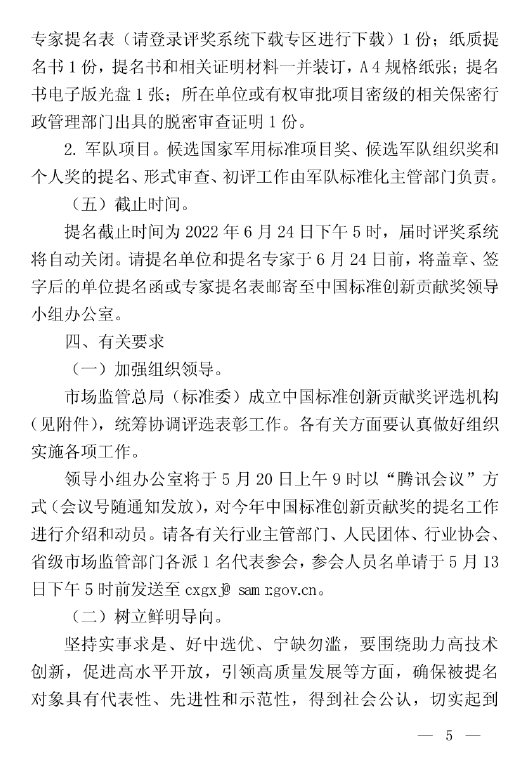 专家提名表（请登录评奖系统下载专区进行下载）1份；纸质提
名书1份，提名书和相关证明材料一并装订，A4规格纸张；提名
书电子版光盘1张；所在单位或有权审批项目密级的相关保密行
政管理部门出具的脱密审查证明1份。
2. 军队项目。候选国家军用标准项目奖、候选军队组织奖和
个人奖的提名、形式审查、初评工作由军队标准化主管部门负责。
（五）截止时间。
提名截止时间为2022年6月24日下午5时，届时评奖系统
将自动关闭。请提名单位和提名专家于6月24日前，将盖章、签
字后的单位提名函或专家提名表邮寄至中国标准创新贡献奖领导
小组办公室。
四、有关要求
（一）加强组织领导。
市场监管总局（标准委）成立中国标准创新贡献奖评选机构
（见附件），统筹协调评选表彰工作。各有关方面要认真做好组织
实施各项工作。
领导小组办公室将于5月20日上午9时以“腾讯会议”方
式（会议号随通知发放），对今年中国标准创新贡献奖的提名工作
进行介绍和动员。请各有关行业主管部门、人民团体、行业协会、
省级市场监管部门各派1名代表参会，参会人员名单请于5月13
日下午5时前发送至cxgxj@samr.gov.cn。
（二）树立鲜明导向。
坚持实事求是、好中选优、宁缺勿滥，要围绕助力高技术
创新，促进高水平开放，引领高质量发展等方面，确保被提名
对象具有代表性、先进性和示范性，得到社会公认，切实起到
— 5 —